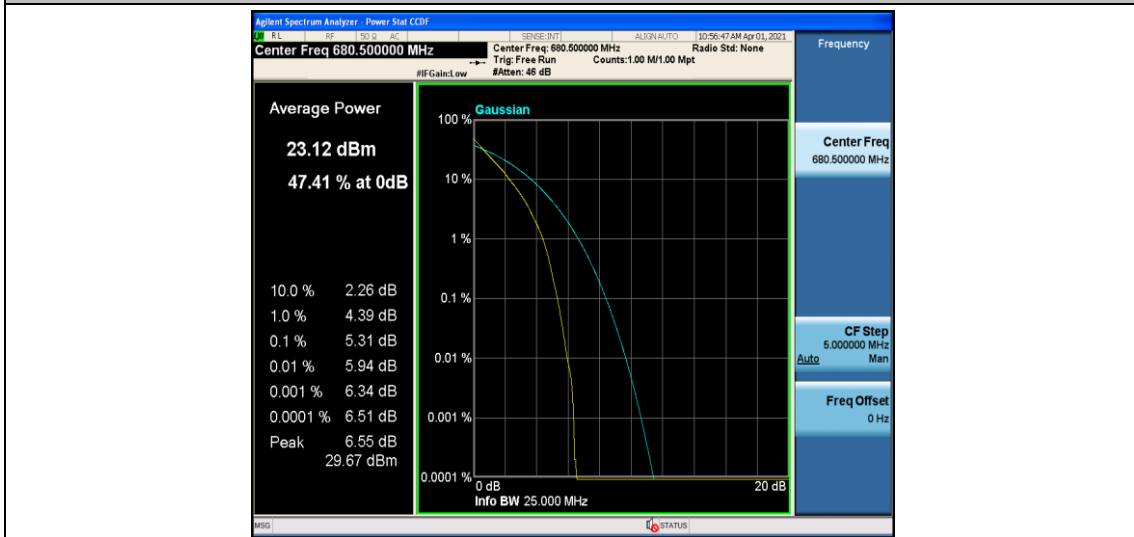 Agilent Spectrum Analyzer - Power Stat CCDF
RL RF 50 Ω AC SENSE:INT ALIGN AUTO 10:56:47 AM Apr 01, 2021
Center Freq 680.500000 MHz
Center Freq: 680.500000 MHz Radio Std: None
Trig: Free Run Counts:1.00 M/1.00 Mpt
#IFGain:Low #Atten: 46 dB
Frequency
Average Power
23.12 dBm
47.41 % at 0dB
10.0 % 2.26 dB
1.0 % 4.39 dB
0.1 % 5.31 dB
0.01 % 5.94 dB
0.001 % 6.34 dB
0.0001 % 6.51 dB
Peak 6.55 dB
29.67 dBm
Gaussian
100 %
10 %
1 %
0.1 %
0.01 %
0.001 %
0.0001 %
0 dB 20 dB
Info BW 25.000 MHz
Center Freq
680.500000 MHz
CF Step
5.000000 MHz
Auto Man
Freq Offset
0 Hz
MSG STATUS